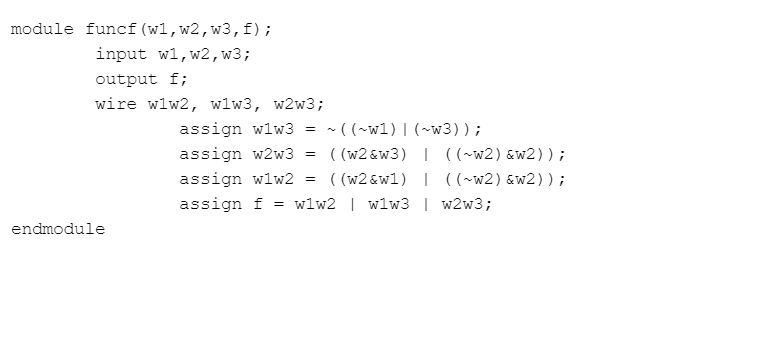 module funcf(w1,w2,w3,f);
input w1,w2,w3;
output f;
wire w1w2, w1w3, w2w3;
assign w1w3 = ~((~w1)|(~w3));
assign w2w3 = ((w2&w3) | ((~w2)&w2));
assign w1w2 = ((w2&w1) | ((~w2)&w2));
assign f = w1w2 | w1w3 | w2w3;
endmodule